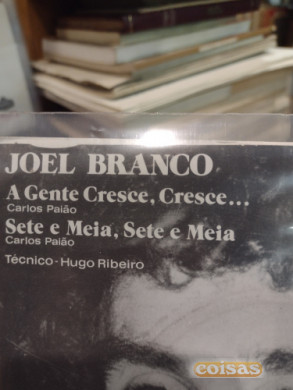 JOEL BRANCO
A Gente Cresce, Cresce...
Carlos Paião
Sete e Meia, Sete e Meia
Carlos Paião
Técnico - Hugo Ribeiro
coisas